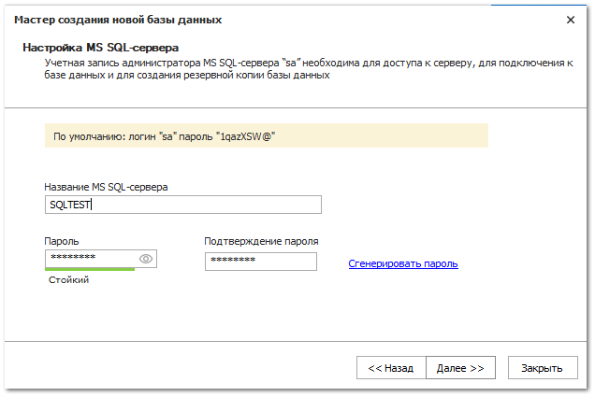 Мастер создания новой базы данных
Настройка MS SQL-сервера
Учетная запись администратора MS SQL-сервера "sa" необходима для доступа к серверу, для подключения к
базе данных и для создания резервной копии базы данных
По умолчанию: логин "sa" пароль "1qazXSW@"
Название MS SQL-сервера
SQLTEST
Пароль Подтверждение пароля
******** ******** Сгенерировать пароль
Стойкий
<< Назад Далее >> Закрыть